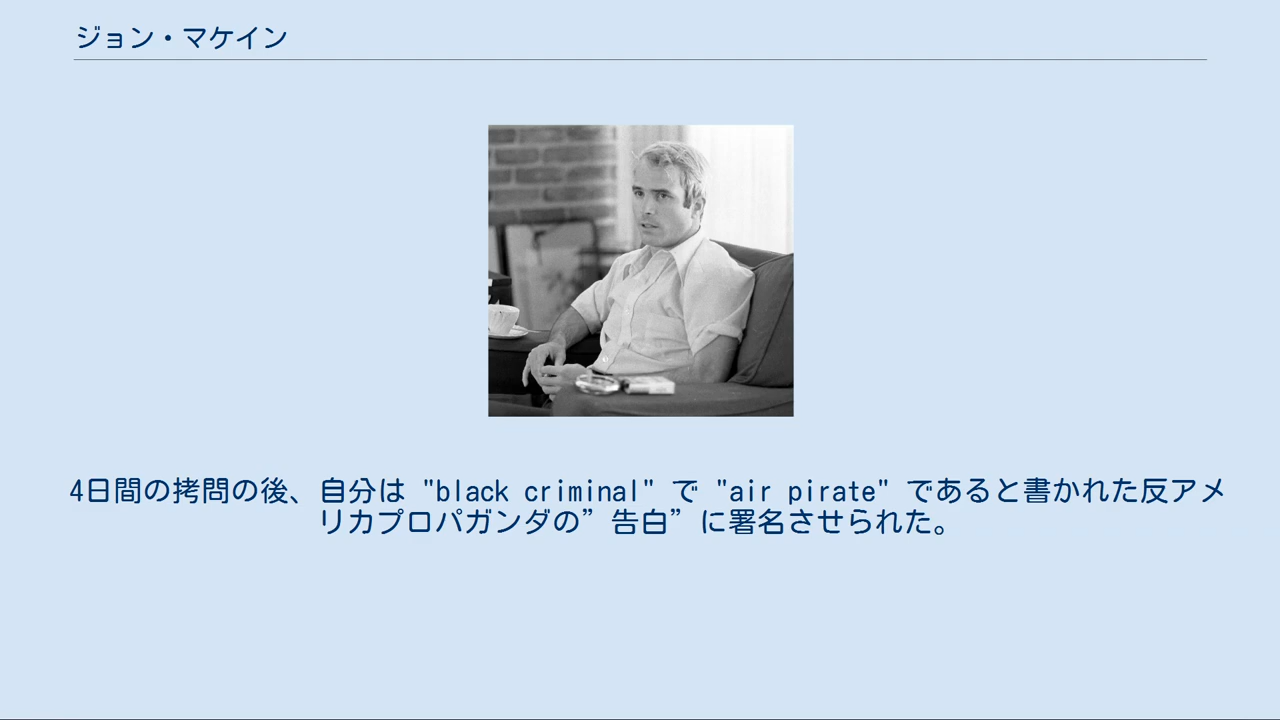 ジョン・マケイン
4日間の拷問の後、自分は "black criminal" で "air pirate" であると書かれた反アメ
リカプロパガンダの”告白”に署名させられた。